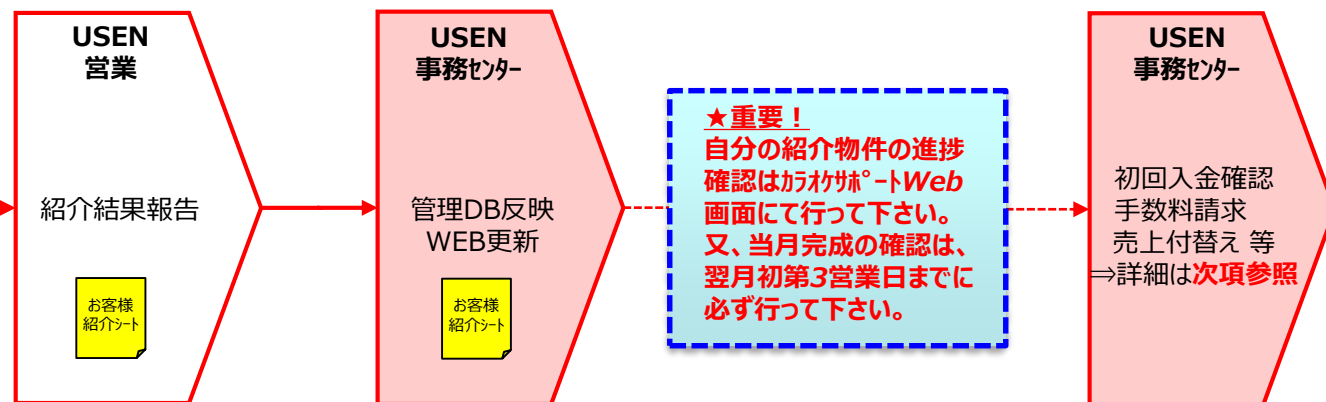 USEN
営業
紹介結果報告
お客様
紹介ｼｰﾄ
USEN
事務ｾﾝﾀｰ
管理DB反映
WEB更新
お客様
紹介ｼｰﾄ
★重要！
自分の紹介物件の進捗
確認はｶﾗｵｹｻﾎﾟｰﾄWeb
画面にて行って下さい。
又、当月完成の確認は、
翌月初第3営業日までに
必ず行って下さい。
USEN
事務ｾﾝﾀｰ
初回入金確認
手数料請求
売上付替え 等
⇒詳細は次項参照